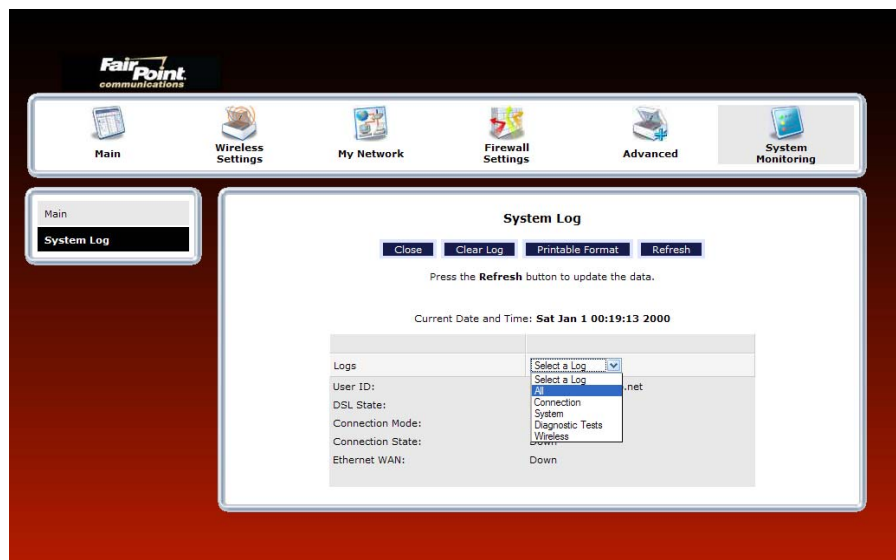 FairPoint.
communications
Main
Wireless Settings
My Network
Firewall Settings
Advanced
System Monitoring
Main
System Log
System Log
Close Clear Log Printable Format Refresh
Press the Refresh button to update the data.
Current Date and Time: Sat Jan 1 00:19:13 2000
Logs Select a Log
Select a Log
All
Connection
System
Diagnostic Tests
Wireless
User ID: .net
DSL State:
Connection Mode:
Connection State: Down
Ethernet WAN: Down